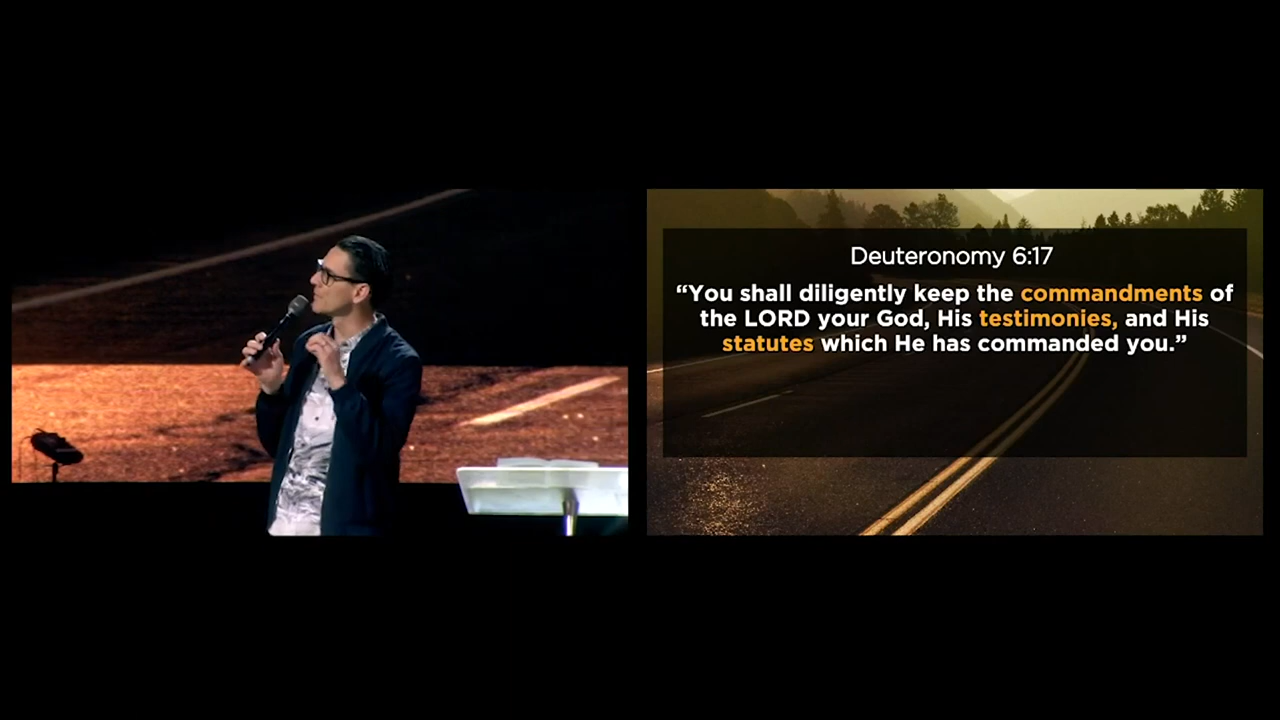 Deuteronomy 6:17
“You shall diligently keep the commandments of
the LORD your God, His testimonies, and His
statutes which He has commanded you.”